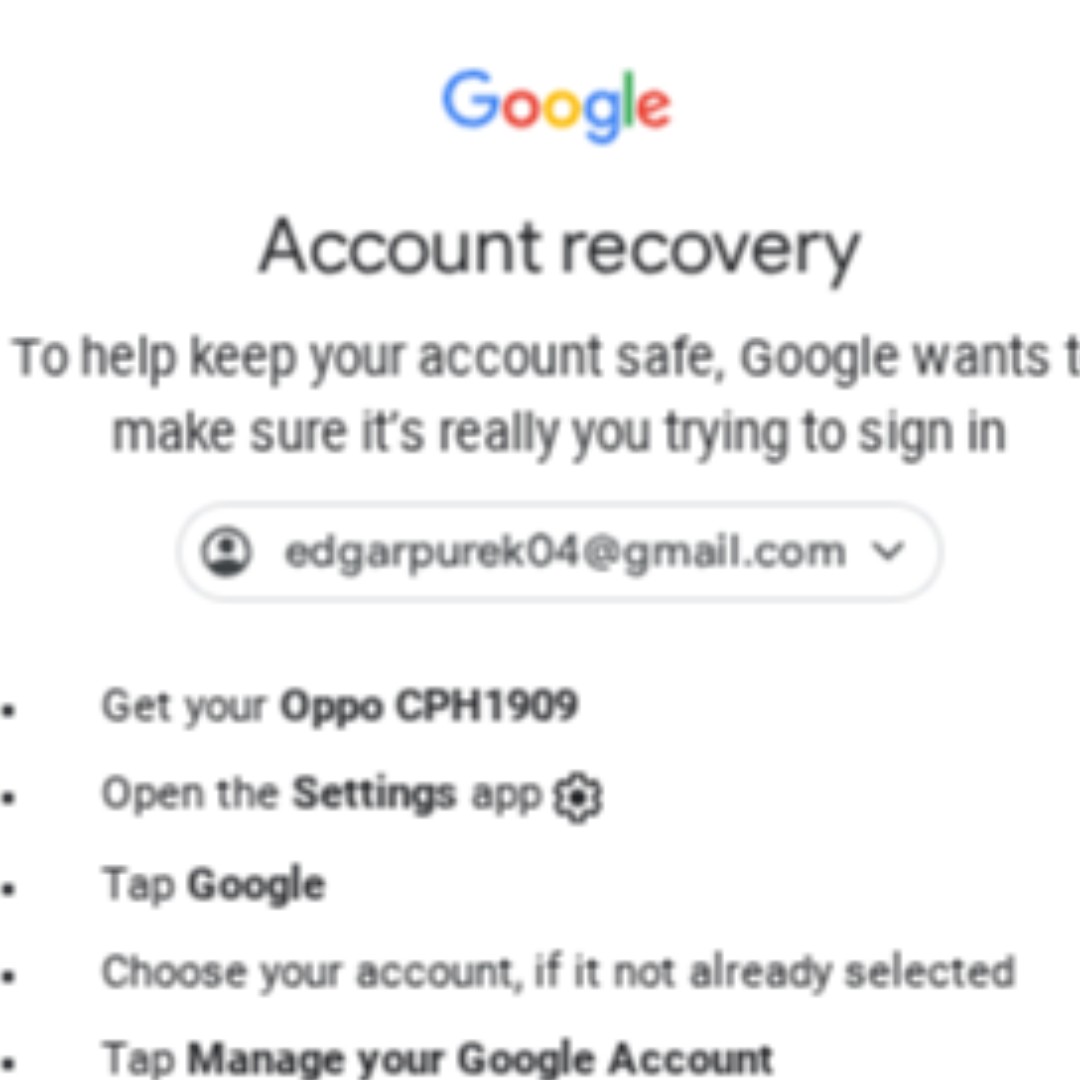 Google
Account recovery
To help keep your account safe, Google wants t
make sure it's really you trying to sign in
edgarpurek04@gmail.com
• Get your Oppo CPH1909
• Open the Settings app
• Tap Google
• Choose your account, if it not already selected
• Tap Manage your Google Account